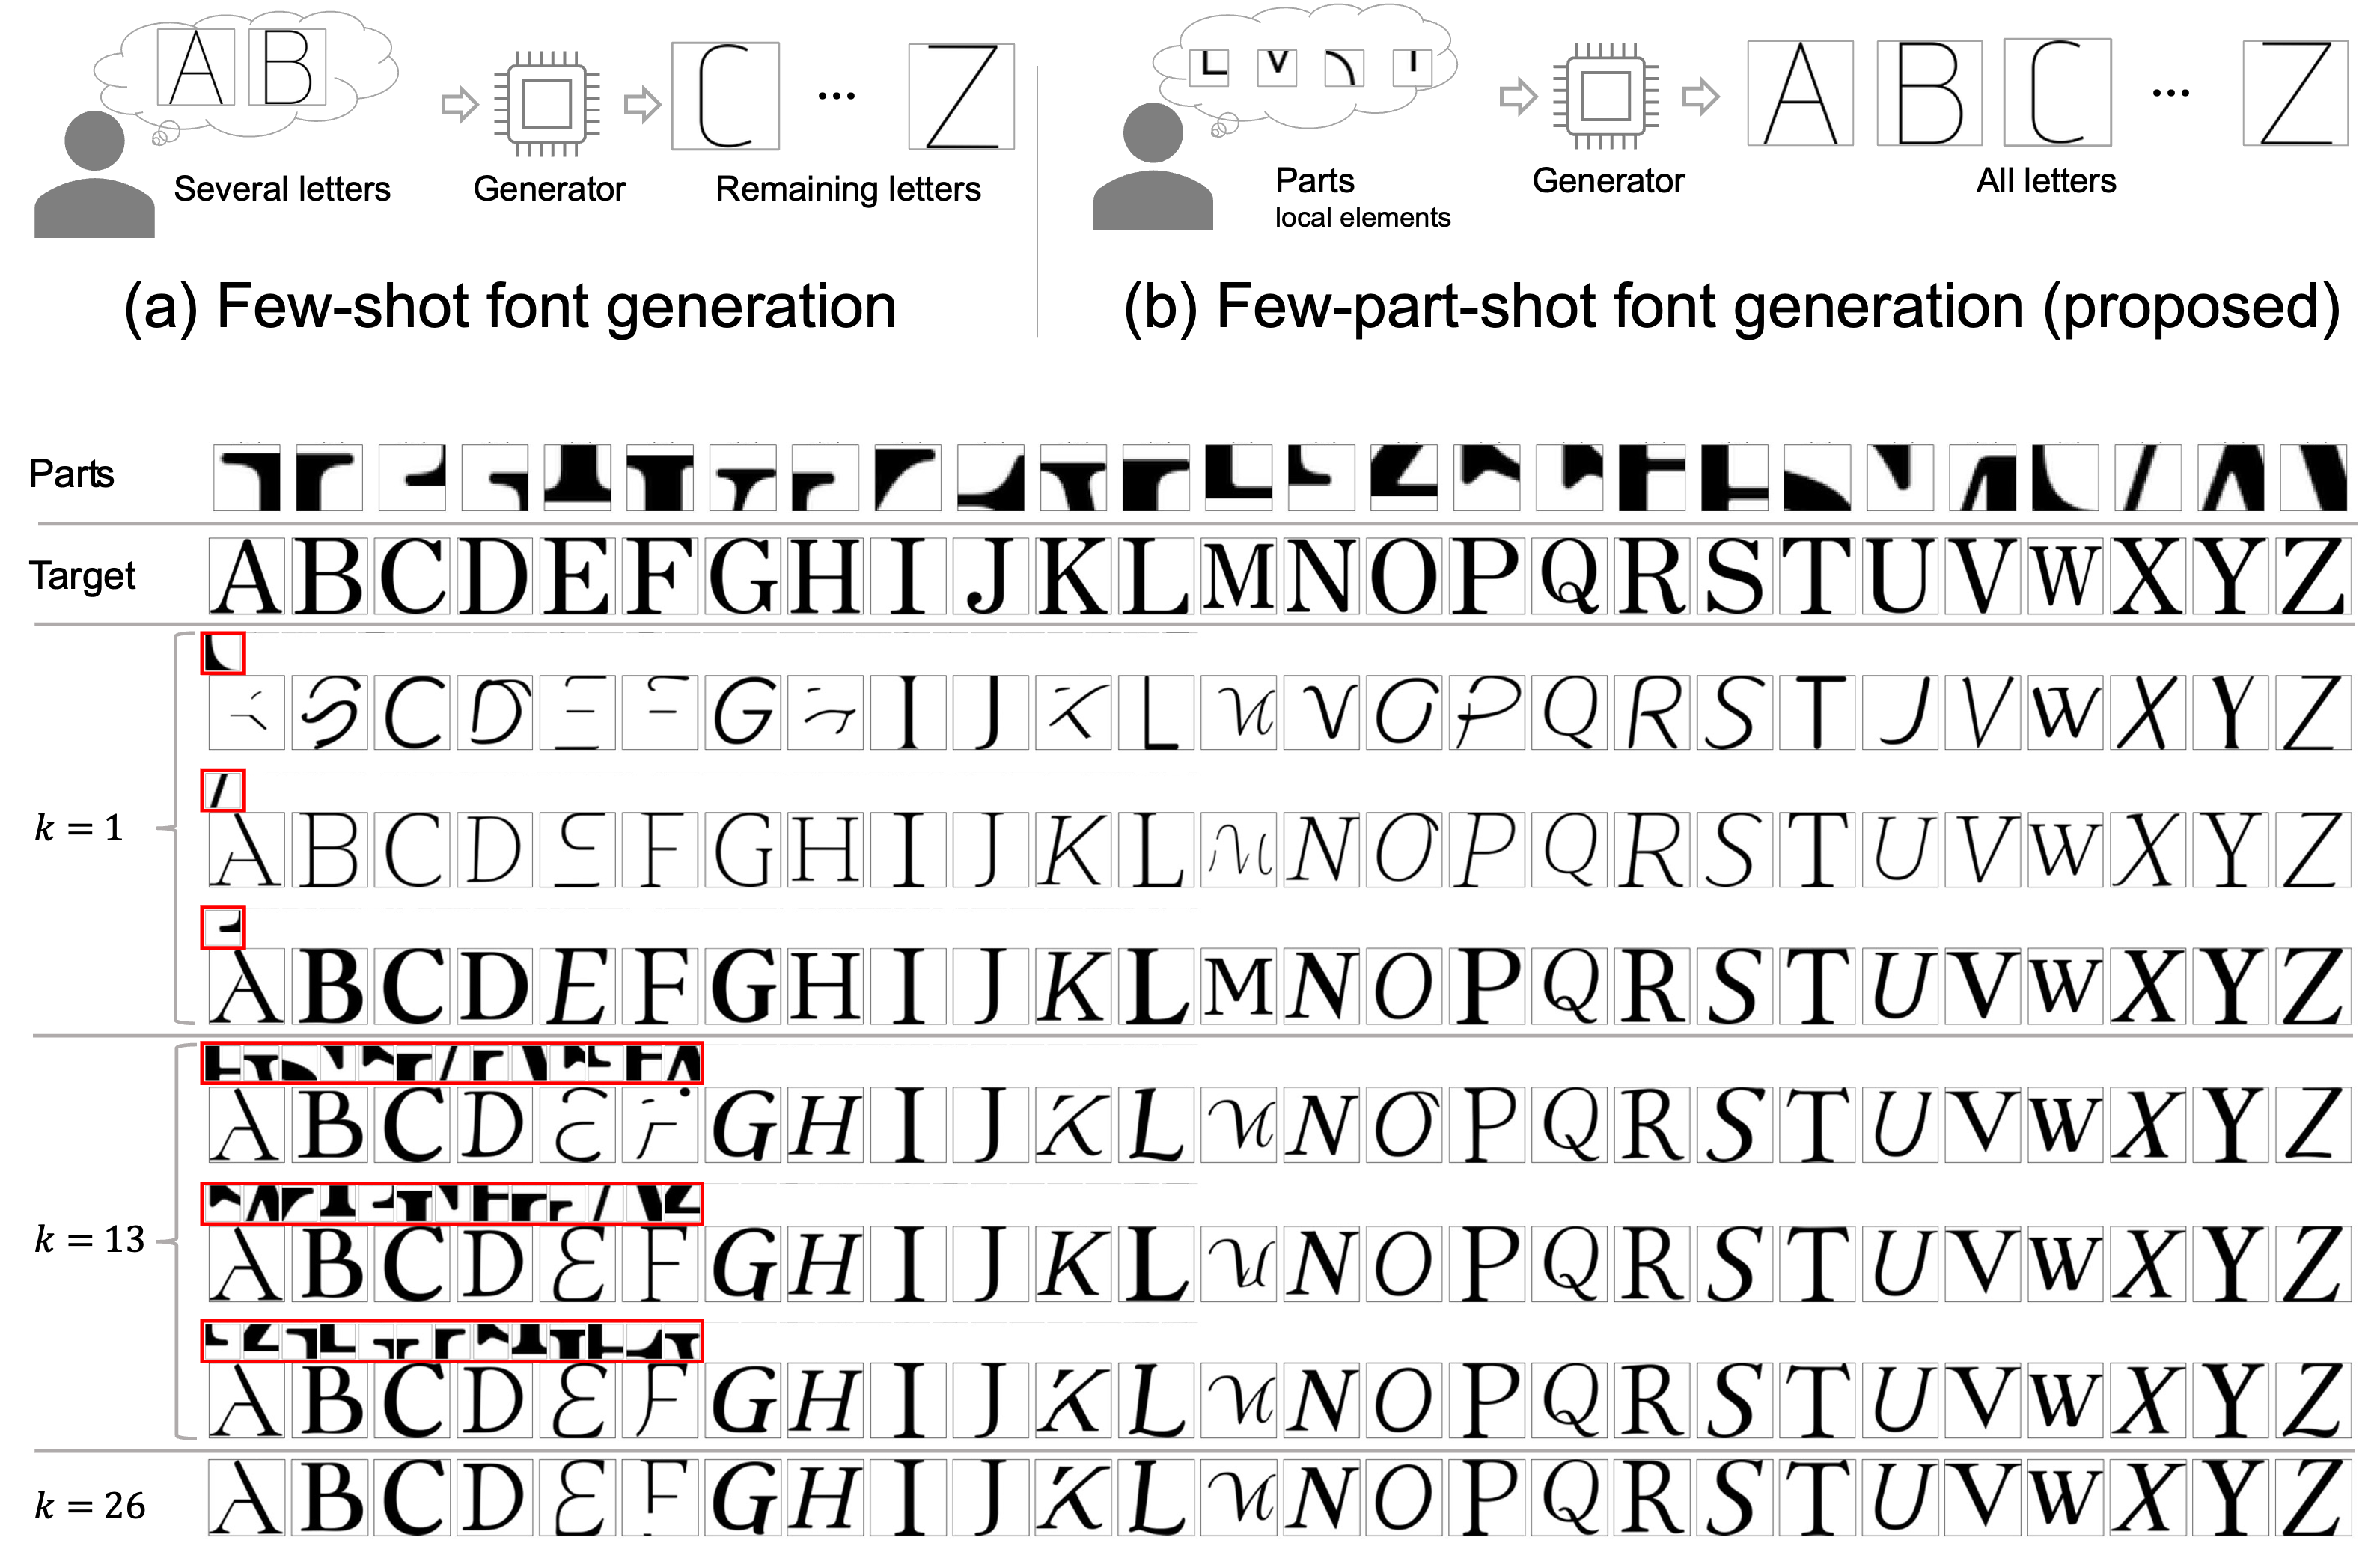 A B
C ... Z
Several letters
Generator
Remaining letters
(a) Few-shot font generation
L V
A B C ... Z
Parts
local elements
Generator
All letters
(b) Few-part-shot font generation (proposed)
Parts
Target
A B C D E F G H I J K L M N O P Q R S T U V W X Y Z
k = 1
C D G I J K L V O P Q R S T J V W X Y Z
A B C D E F G H I J K L N O P Q R S T U V W X Y Z
A B C D E F G H I J K L M N O P Q R S T U V W X Y Z
k = 13
A B C D G H I J K L N O P Q R S T U V W X Y Z
A B C D E F G H I J K L N O P Q R S T U V W X Y Z
A B C D E F G H I J K L N O P Q R S T U V W X Y Z
k = 26
A B C D E F G H I J K L N O P Q R S T U V W X Y Z